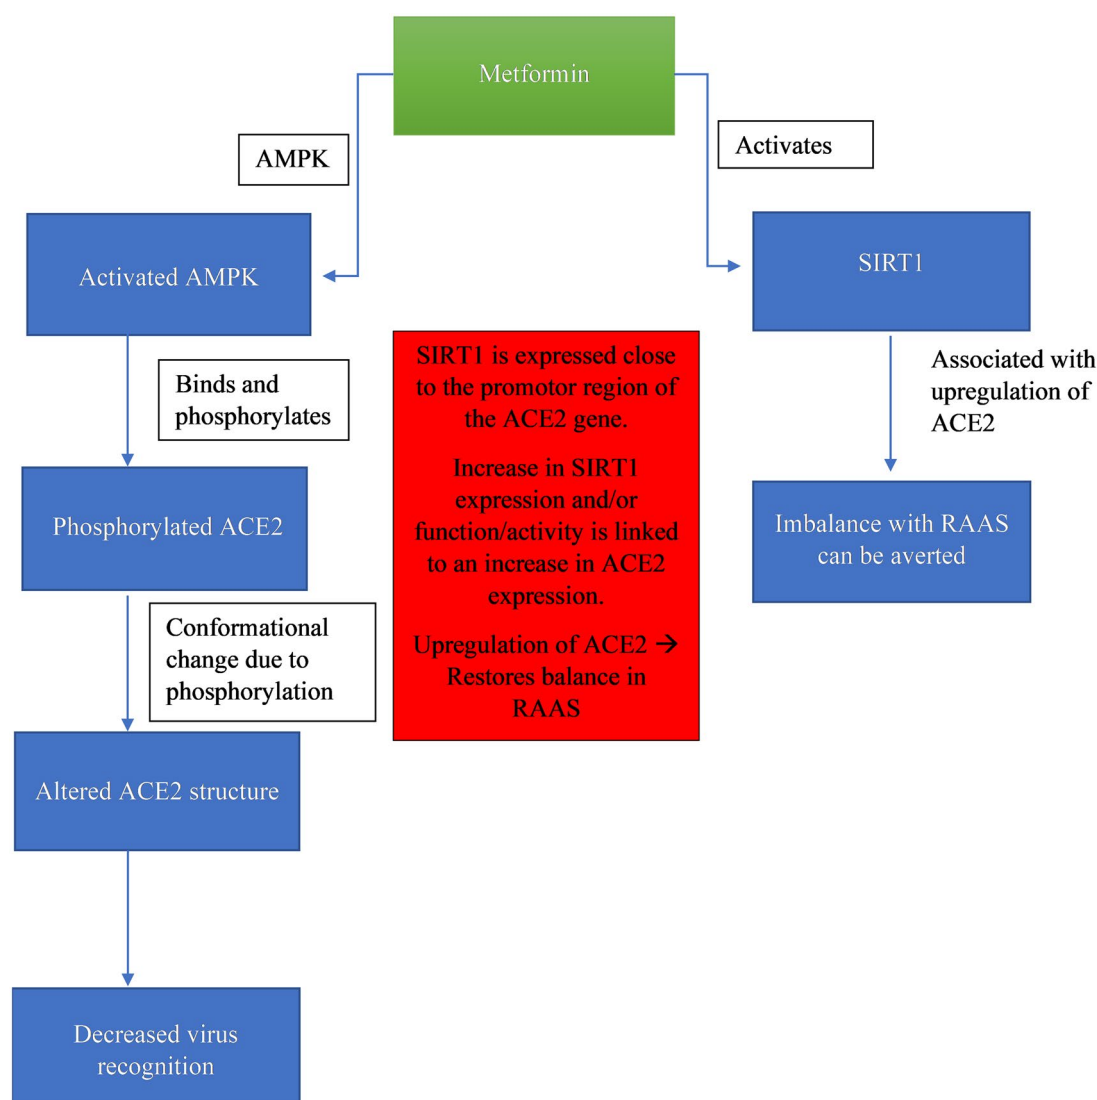 Metformin
AMPK
Activates
Activated AMPK
SIRT1
Binds and
phosphorylates
SIRT1 is expressed close
to the promotor region of
the ACE2 gene.
Increase in SIRT1
expression and/or
function/activity is linked
to an increase in ACE2
expression.
Upregulation of ACE2 →
Restores balance in
RAAS
Associated with
upregulation of
ACE2
Phosphorylated ACE2
Imbalance with RAAS
can be averted
Conformational
change due to
phosphorylation
Altered ACE2 structure
Decreased virus
recognition